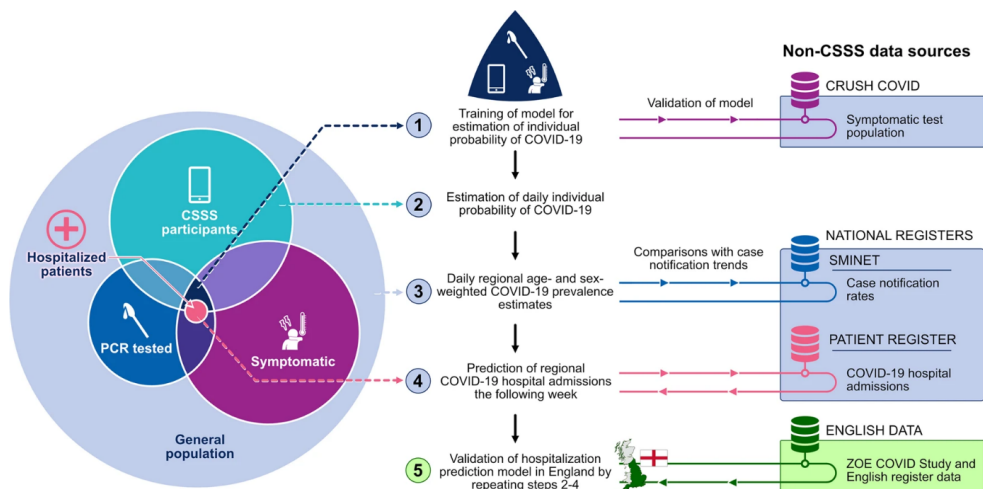 Non-CSSS data sources
CRUSH COVID
Symptomatic test
population
Validation of model
1
Training of model for
estimation of individual
probability of COVID-19
2
Estimation of daily individual
probability of COVID-19
CSSS
participants
Hospitalized
patients
PCR tested
Symptomatic
General
population
3
Daily regional age- and sex-
weighted COVID-19 prevalence
estimates
Comparisons with case
notification trends
NATIONAL REGISTERS
SMINET
Case notification
rates
4
Prediction of regional
COVID-19 hospital admissions
the following week
PATIENT REGISTER
COVID-19 hospital
admissions
5
Validation of hospitalization
prediction model in England by
repeating steps 2-4
ENGLISH DATA
ZOE COVID Study and
English register data